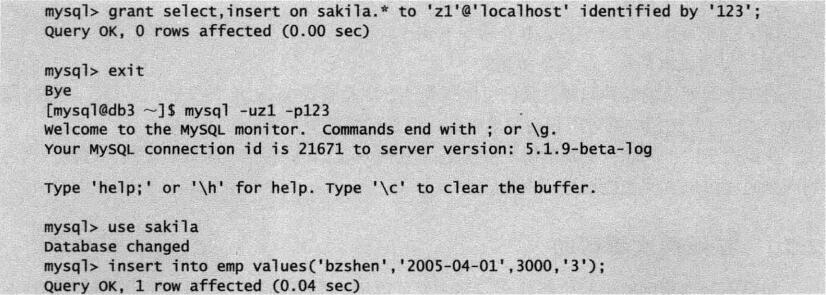 mysql> grant select,insert on sakila.* to 'z1'@'localhost' identified by '123';
Query OK, 0 rows affected (0.00 sec)
mysql> exit
Bye
[mysql@db3 ~]$ mysql -uz1 -p123
Welcome to the MySQL monitor. Commands end with ; or \g.
Your MySQL connection id is 21671 to server version: 5.1.9-beta-log
Type 'help;' or '\h' for help. Type '\c' to clear the buffer.
mysql> use sakila
Database changed
mysql> insert into emp values('bzshen','2005-04-01',3000,'3');
Query OK, 1 row affected (0.04 sec)